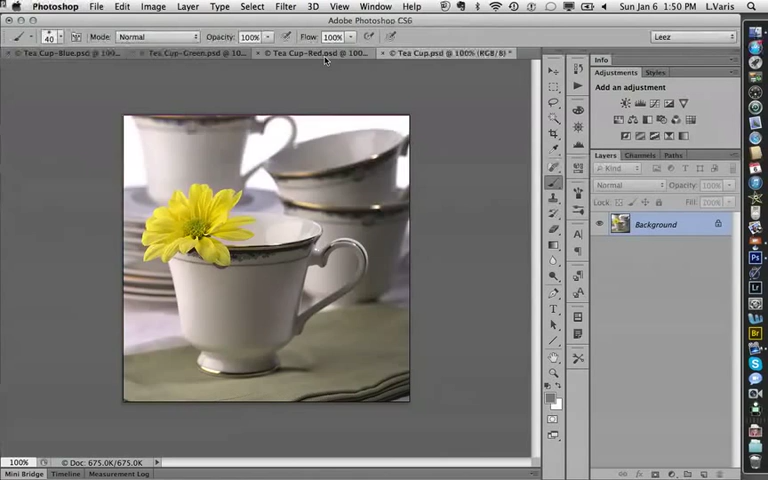 Photoshop File Edit Image Layer Type Select Filter 3D View Window Help Sun Jan 6 1:50 PM L.Varis
Adobe Photoshop CS6
40 Mode: Normal Opacity: 100% Flow: 100% Leez
Tea Cup-Blue.psd @ 100... Tea Cup-Green.psd @ 10... © Tea Cup-Red.psd @ 100... © Tea Cup.psd @ 100% (RGB/8) *
Info
Adjustments Styles
Add an adjustment
Layers Channels Paths
Kind
Normal Opacity: 100%
Lock: Fill: 100%
Background
100% © Doc: 675.0K/675.0K
Mini Bridge Timeline Measurement Log